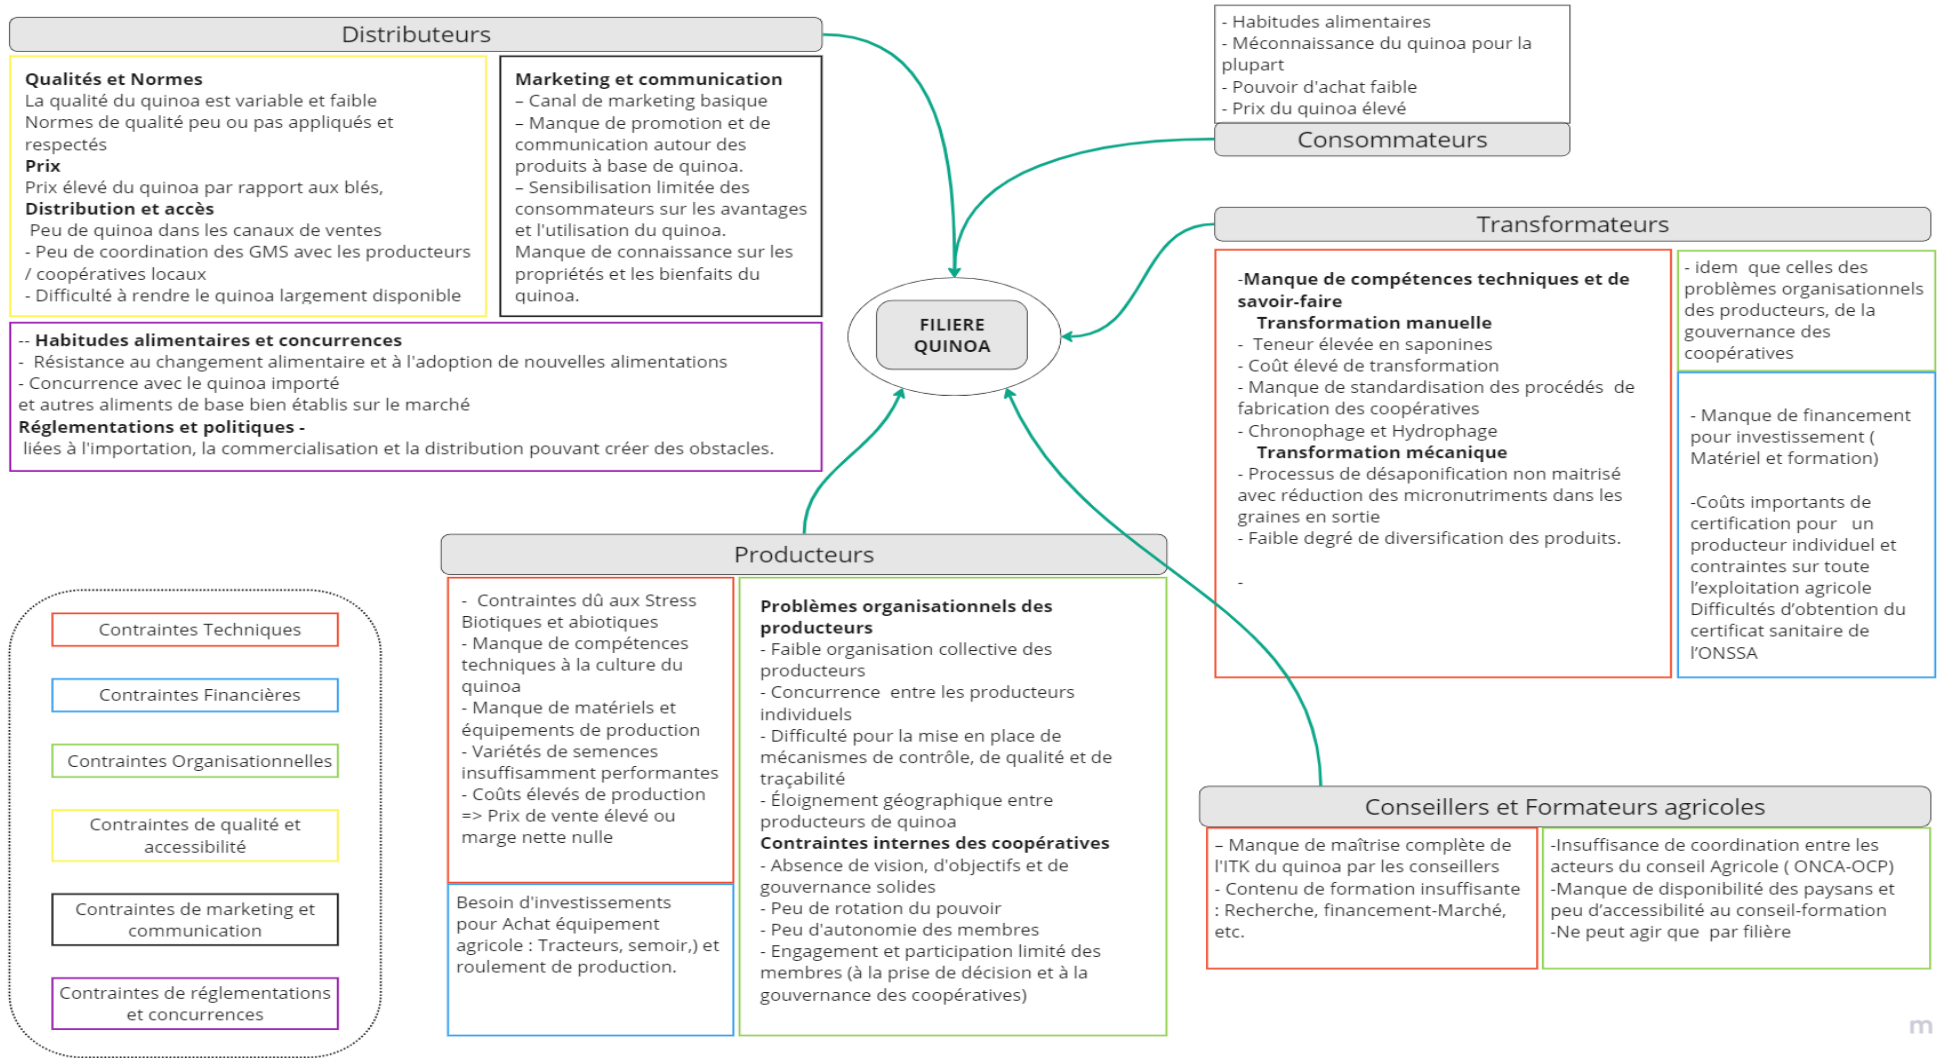 Distributeurs
Qualités et Normes
La qualité du quinoa est variable et faible
Normes de qualité peu ou pas appliqués et
respectés
Prix
Prix élevé du quinoa par rapport aux blés,
Distribution et accès
Peu de quinoa dans les canaux de ventes
- Peu de coordination des GMS avec les producteurs
/ coopératives locaux
- Difficulté à rendre le quinoa largement disponible
Marketing et communication
– Canal de marketing basique
– Manque de promotion et de
communication autour des
produits à base de quinoa.
– Sensibilisation limitée des
consommateurs sur les avantages
et l'utilisation du quinoa.
Manque de connaissance sur les
propriétés et les bienfaits du
quinoa.
-- Habitudes alimentaires et concurrences
- Résistance au changement alimentaire et à l'adoption de nouvelles alimentations
- Concurrence avec le quinoa importé
et autres aliments de base bien établis sur le marché
Réglementations et politiques -
liées à l'importation, la commercialisation et la distribution pouvant créer des obstacles.
- Habitudes alimentaires
- Méconnaissance du quinoa pour la
plupart
- Pouvoir d'achat faible
- Prix du quinoa élevé
Consommateurs
FILIERE
QUINOA
Transformateurs
-Manque de compétences techniques et de
savoir-faire
Transformation manuelle
- Teneur élevée en saponines
- Coût élevé de transformation
- Manque de standardisation des procédés de
fabrication des coopératives
- Chronophage et Hydrophage
Transformation mécanique
- Processus de désaponification non maitrisé
avec réduction des micronutriments dans les
graines en sortie
- Faible degré de diversification des produits.
-
- idem que celles des
problèmes organisationnels
des producteurs, de la
gouvernance des
coopératives
- Manque de financement
pour investissement (
Matériel et formation)
-Coûts importants de
certification pour un
producteur individuel et
contraintes sur toute
l’exploitation agricole
Difficultés d’obtention du
certificat sanitaire de
l’ONSSA
Producteurs
- Contraintes dû aux Stress
Biotiques et abiotiques
- Manque de compétences
techniques à la culture du
quinoa
- Manque de matériels et
équipements de production
- Variétés de semences
insuffisamment performantes
- Coûts élevés de production
=> Prix de vente élevé ou
marge nette nulle
Besoin d'investissements
pour Achat équipement
agricole : Tracteurs, semoir,) et
roulement de production.
Problèmes organisationnels des
producteurs
- Faible organisation collective des
producteurs
- Concurrence entre les producteurs
individuels
- Difficulté pour la mise en place de
mécanismes de contrôle, de qualité et de
traçabilité
- Éloignement géographique entre
producteurs de quinoa
Contraintes internes des coopératives
- Absence de vision, d'objectifs et de
gouvernance solides
- Peu de rotation du pouvoir
- Peu d'autonomie des membres
- Engagement et participation limité des
membres (à la prise de décision et à la
gouvernance des coopératives)
Conseillers et Formateurs agricoles
– Manque de maîtrise complète de
l'ITK du quinoa par les conseillers
- Contenu de formation insuffisante
: Recherche, financement-Marché,
etc.
-Insuffisance de coordination entre les
acteurs du conseil Agricole ( ONCA-OCP)
-Manque de disponibilité des paysans et
peu d’accessibilité au conseil-formation
-Ne peut agir que par filière
Contraintes Techniques
Contraintes Financières
Contraintes Organisationnelles
Contraintes de qualité et
accessibilité
Contraintes de marketing et
communication
Contraintes de réglementations
et concurrences
m